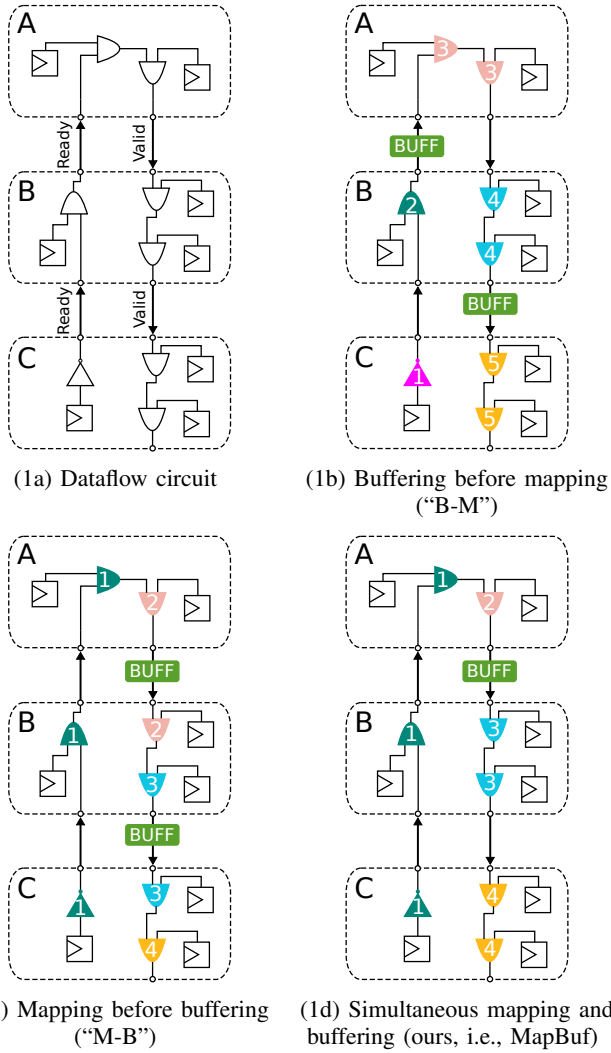 A
3
3
Ready
Valid
BUFF
B
B
2
4
4
Ready
Valid
BUFF
C
C
1
5
5
(1a) Dataflow circuit
(1b) Buffering before mapping
(“B-M”)
A
A
1
2
1
2
BUFF
BUFF
B
B
1
2
3
1
3
3
BUFF
C
C
1
3
4
1
4
4
) Mapping before buffering
(“M-B”)
(1d) Simultaneous mapping and
buffering (ours, i.e., MapBuf)